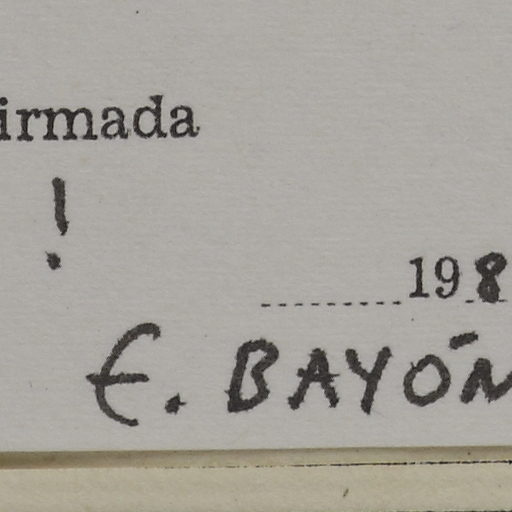 irmada
!
198
E. BAYÓN